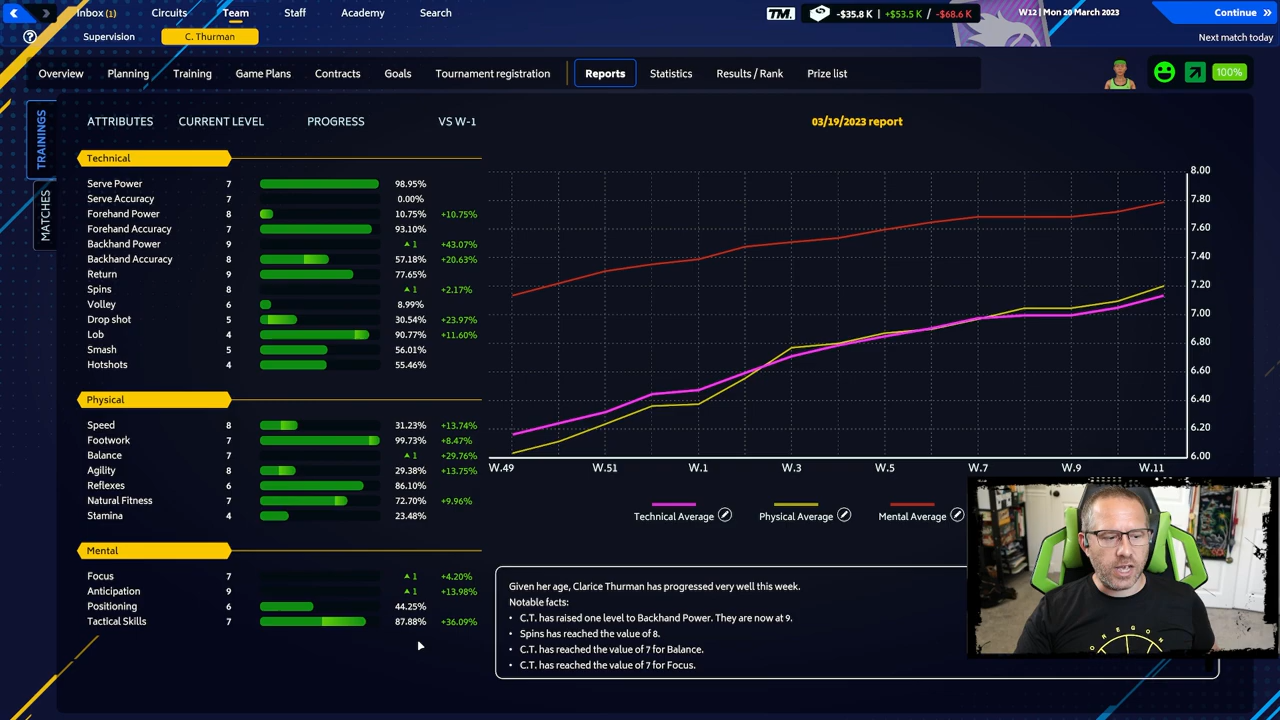 Inbox (1) Circuits Team Staff Academy Search
TM. -$35.8 K | +$53.5 K / -$68.6 K
W12 | Mon 20 March 2023
Continue »
? Supervision C. Thurman
Next match today
Overview Planning Training Game Plans Contracts Goals Tournament registration Reports Statistics Results / Rank Prize list
100%
TRAININGS
MATCHES
ATTRIBUTES CURRENT LEVEL PROGRESS VS W-1
03/19/2023 report
Technical
Serve Power 7 98.95%
Serve Accuracy 7 0.00%
Forehand Power 8 10.75% +10.75%
Forehand Accuracy 7 93.10%
Backhand Power 9 ▲ 1 +43.07%
Backhand Accuracy 8 57.18% +20.63%
Return 9 77.65%
Spins 8 ▲ 1 +2.17%
Volley 6 8.99%
Drop shot 5 30.54% +23.97%
Lob 4 90.77% +11.60%
Smash 5 56.01%
Hotshots 4 55.46%
Physical
Speed 8 31.23% +13.74%
Footwork 7 99.73% +8.47%
Balance 7 ▲ 1 +29.76%
Agility 8 29.38% +13.75%
Reflexes 6 86.10%
Natural Fitness 7 72.70% +9.96%
Stamina 4 23.48%
Mental
Focus 7 ▲ 1 +4.20%
Anticipation 9 ▲ 1 +13.98%
Positioning 6 44.25%
Tactical Skills 7 87.88% +36.09%
8.00
7.80
7.60
7.40
7.20
7.00
6.80
6.60
6.40
6.20
6.00
W.49 W.51 W.1 W.3 W.5 W.7 W.9 W.11
Technical Average Physical Average Mental Average
Given her age, Clarice Thurman has progressed very well this week.
Notable facts:
• C.T. has raised one level to Backhand Power. They are now at 9.
• Spins has reached the value of 8.
• C.T. has reached the value of 7 for Balance.
• C.T. has reached the value of 7 for Focus.